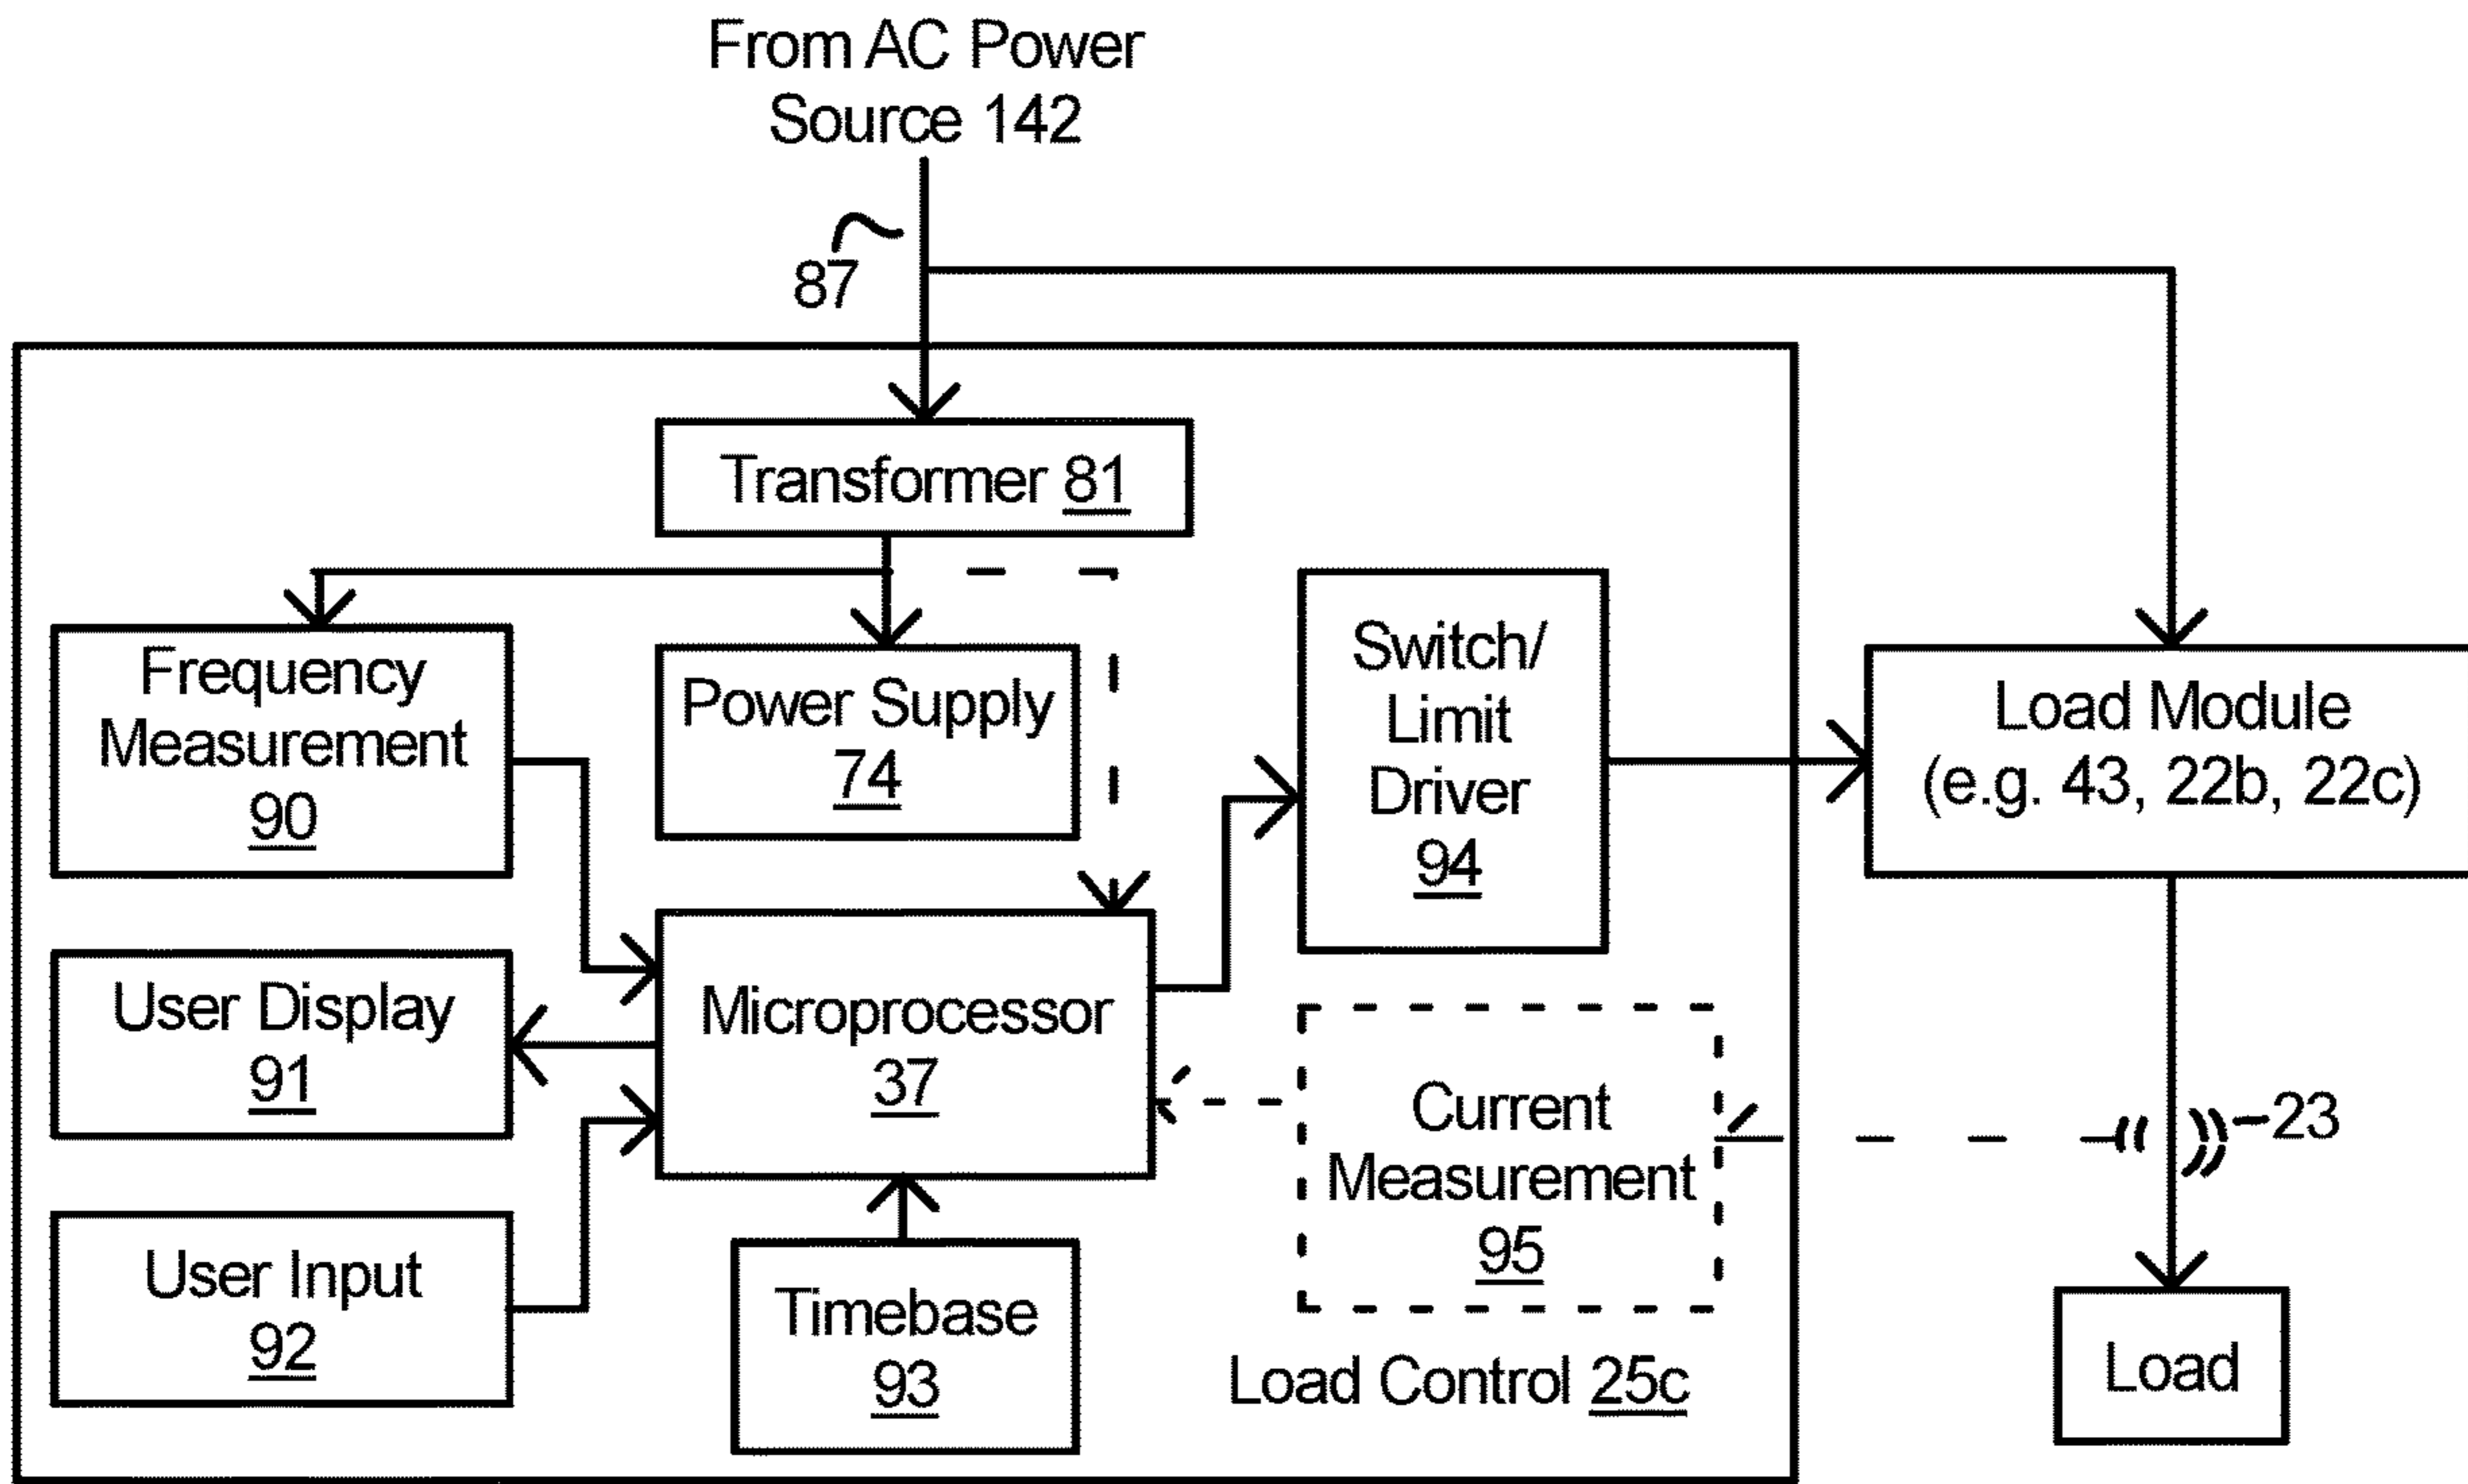 From AC Power
Source 142
87
Transformer 81
Frequency
Measurement
90
Power Supply
74
Switch/
Limit
Driver
94
Load Module
(e.g. 43, 22b, 22c)
User Display
91
Microprocessor
37
Current
Measurement
95
23
User Input
92
Timebase
93
Load Control 25c
Load